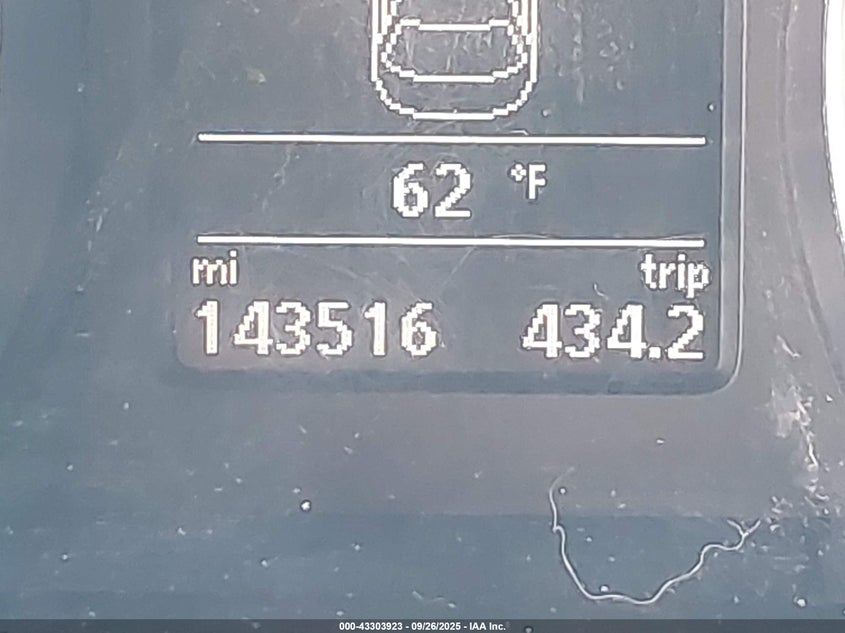 62 °F
mi trip
143516 434.2
000-43303923 - 09/26/2025 - IAA Inc.